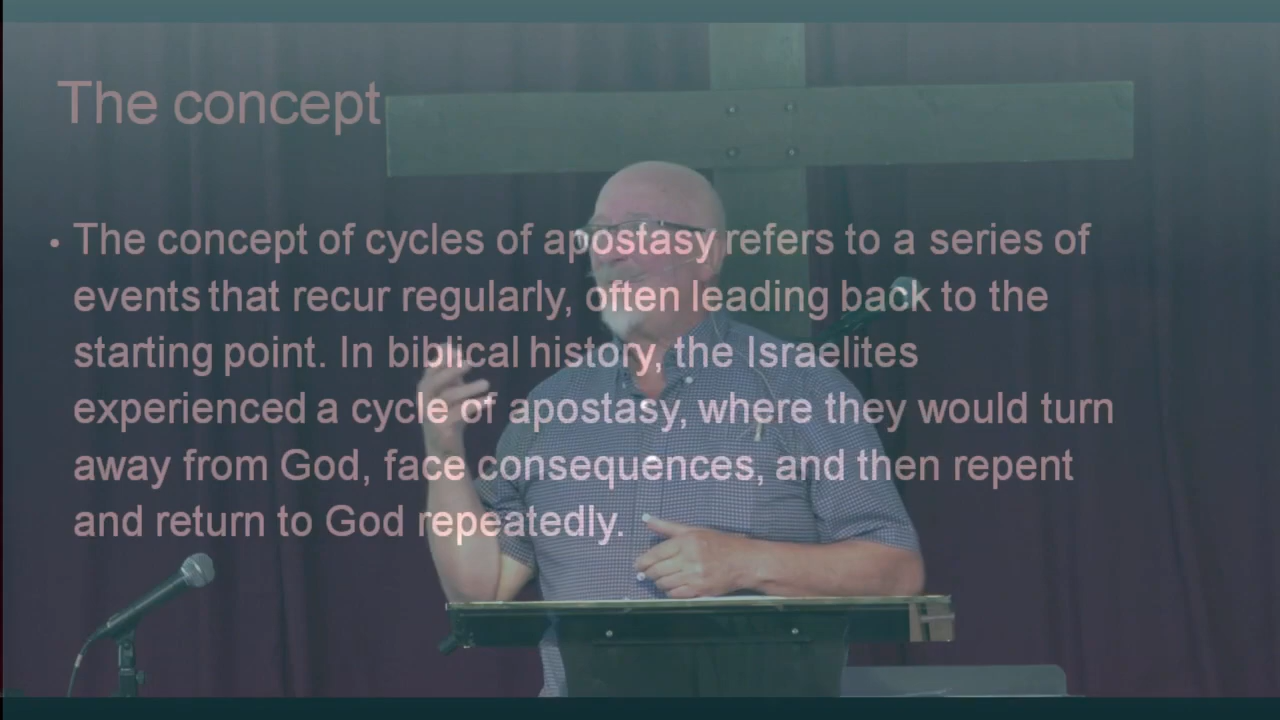 The concept
• The concept of cycles of apostasy refers to a series of
events that recur regularly, often leading back to the
starting point. In biblical history, the Israelites
experienced a cycle of apostasy, where they would turn
away from God, face consequences, and then repent
and return to God repeatedly.